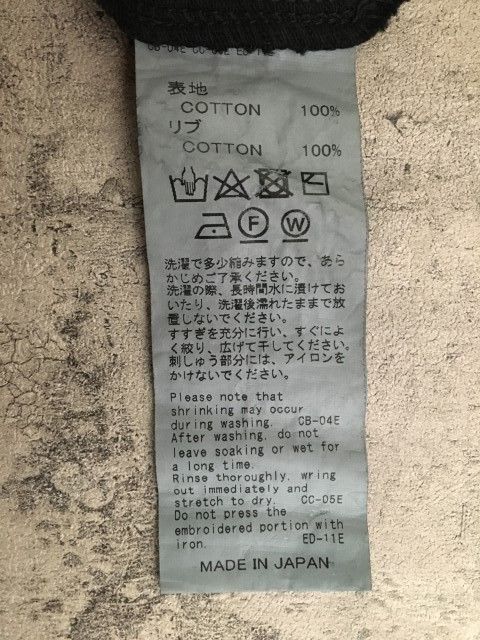 CB-04E CC-05E ED-11E
表地
COTTON 100%
リブ
COTTON 100%
F W
洗濯で多少縮みますので、あら
かじめご了承ください。
洗濯の際、長時間水に漬けてお
いたり、洗濯後濡れたままで放
置しないでください。
すすぎを充分に行い、すぐによ
く絞り、広げて干してください。
刺しゅう部分には、アイロンを
かけないでください。
Please note that
shrinking may occur
during washing. CB-04E
After washing, do not
leave soaking or wet for
a long time.
Rinse thoroughly, wring
out immediately and
stretch to dry. CC-05E
Do not press the
embroidered portion with
iron. ED-11E
MADE IN JAPAN